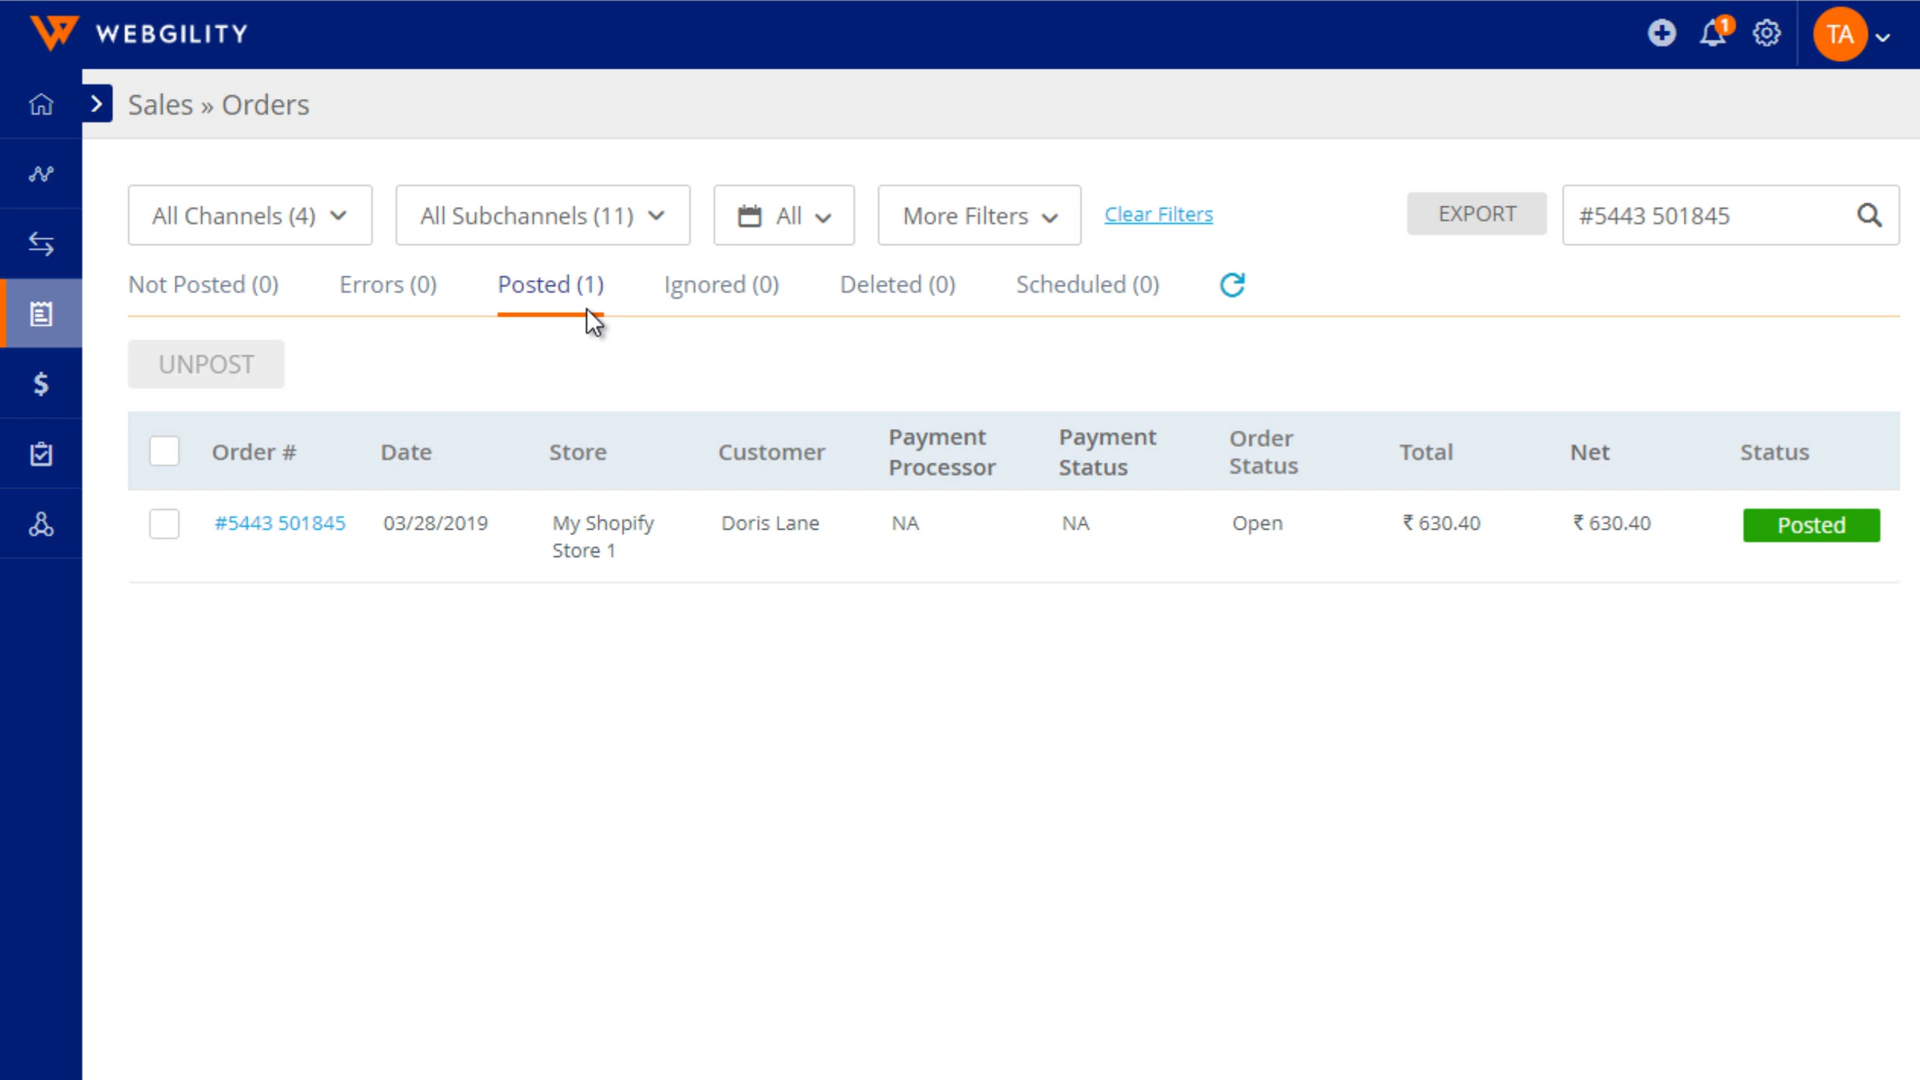 WEBGILITY
1
TA
Sales » Orders
All Channels (4)
All Subchannels (11)
All
More Filters
Clear Filters
EXPORT
#5443 501845
Not Posted (0)
Errors (0)
Posted (1)
Ignored (0)
Deleted (0)
Scheduled (0)
UNPOST
Order #
Date
Store
Customer
Payment
Processor
Payment
Status
Order
Status
Total
Net
Status
#5443 501845
03/28/2019
My Shopify
Store 1
Doris Lane
NA
NA
Open
₹ 630.40
₹ 630.40
Posted